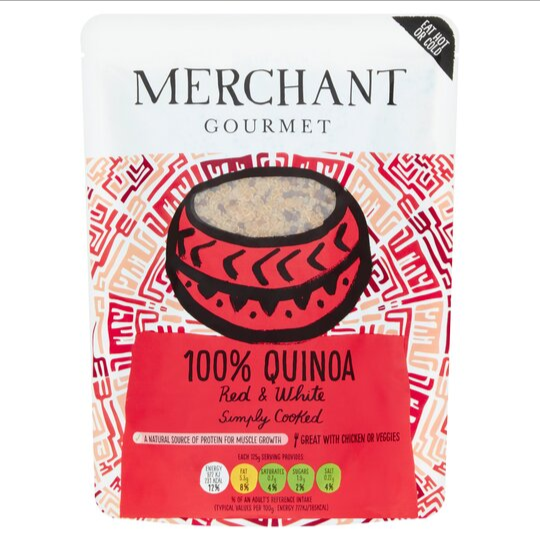 EAT HOT
OR COLD
MERCHANT
GOURMET
100% QUINOA
Red & White
Simply Cooked
A NATURAL SOURCE OF PROTEIN FOR MUSCLE GROWTH
GREAT WITH CHICKEN OR VEGGIES
EACH 125g SERVING PROVIDES
ENERGY
FAT
SATURATES
SUGARS
SALT
12%
8%
4%
2%
4%
% OF AN ADULT'S REFERENCE INTAKE